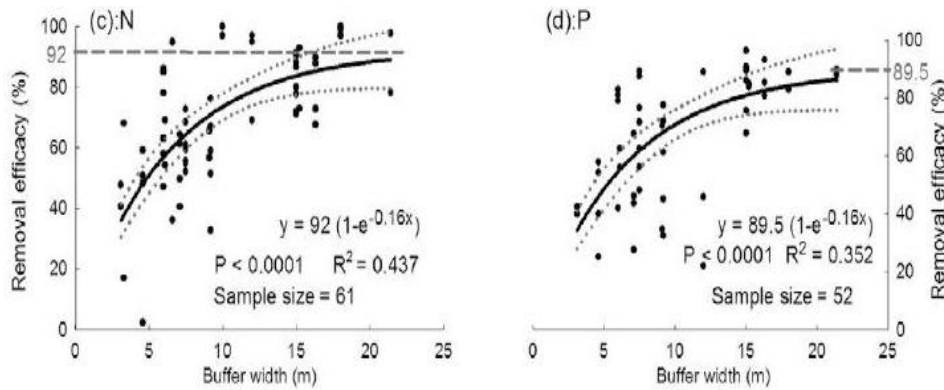 (c):N
Removal efficacy (%)
100
92
80
60
40
20
0
y = 92 (1-e^-0.16x)
P < 0.0001 R² = 0.437
Sample size = 61
0 5 10 15 20 25
Buffer width (m)
(d):P
y = 89.5 (1-e^-0.16x)
P < 0.0001 R² = 0.352
Sample size = 52
0 5 10 15 20 25
Buffer width (m)
100
89.5
80
60
40
20
0
Removal efficacy (%)